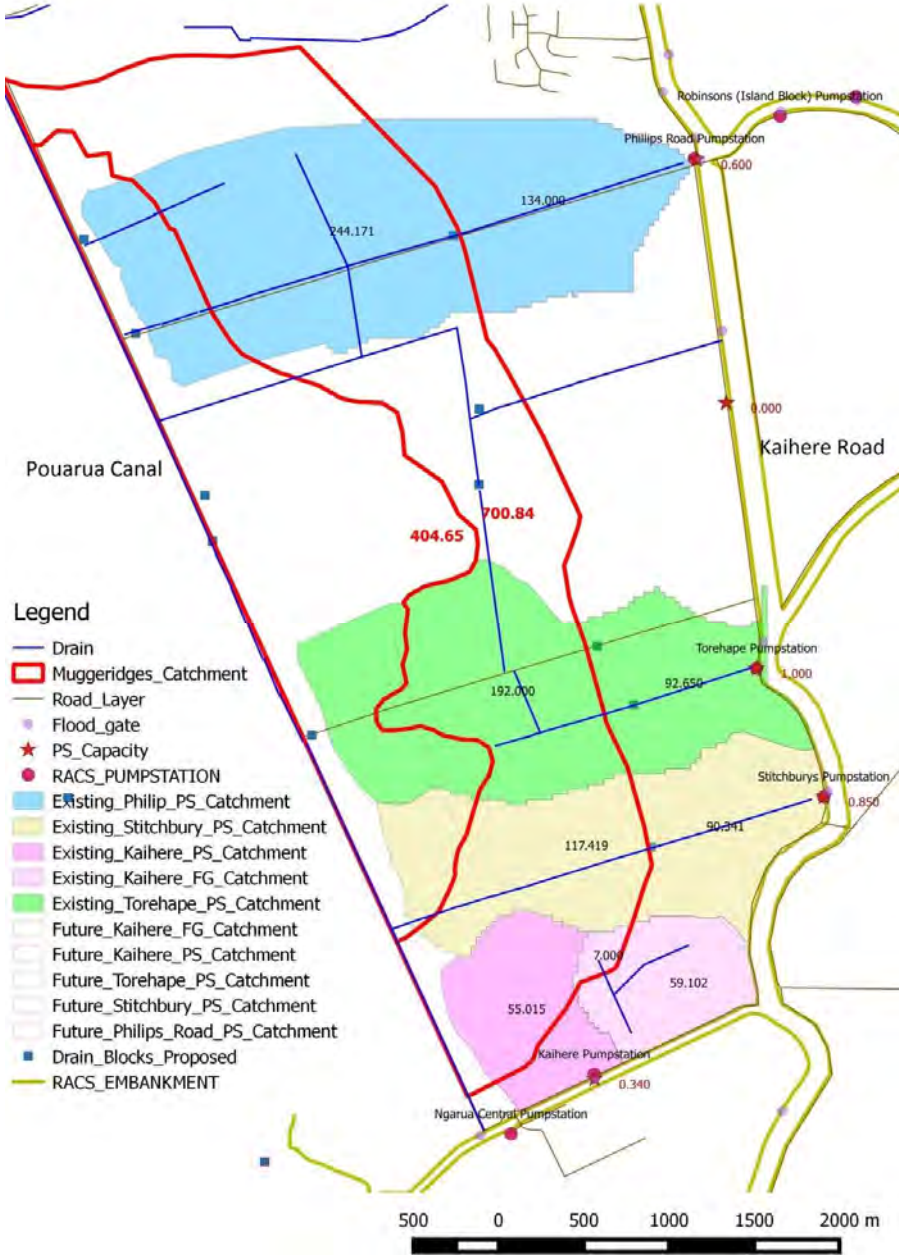 Robinsons (Island Block) Pumpstation
Phillips Road Pumpstation
0.600
134.000
244.171
0.000
Pouarua Canal
Kaihere Road
404.65
700.84
Torehape Pumpstation
1.000
192.000
92.650
Stitchburys Pumpstation
0.850
90.341
117.419
7.000
59.102
55.015
Kaihere Pumpstation
0.340
Ngarua Central Pumpstation
Legend
Drain
Muggeridges_Catchment
Road_Layer
Flood_gate
PS_Capacity
RACS_PUMPSTATION
Existing_Philip_PS_Catchment
Existing_Stitchbury_PS_Catchment
Existing_Kaihere_PS_Catchment
Existing_Kaihere_FG_Catchment
Existing_Torehape_PS_Catchment
Future_Kaihere_FG_Catchment
Future_Kaihere_PS_Catchment
Future_Torehape_PS_Catchment
Future_Stitchbury_PS_Catchment
Future_Philips_Road_PS_Catchment
Drain_Blocks_Proposed
RACS_EMBANKMENT
500 0 500 1000 1500 2000 m